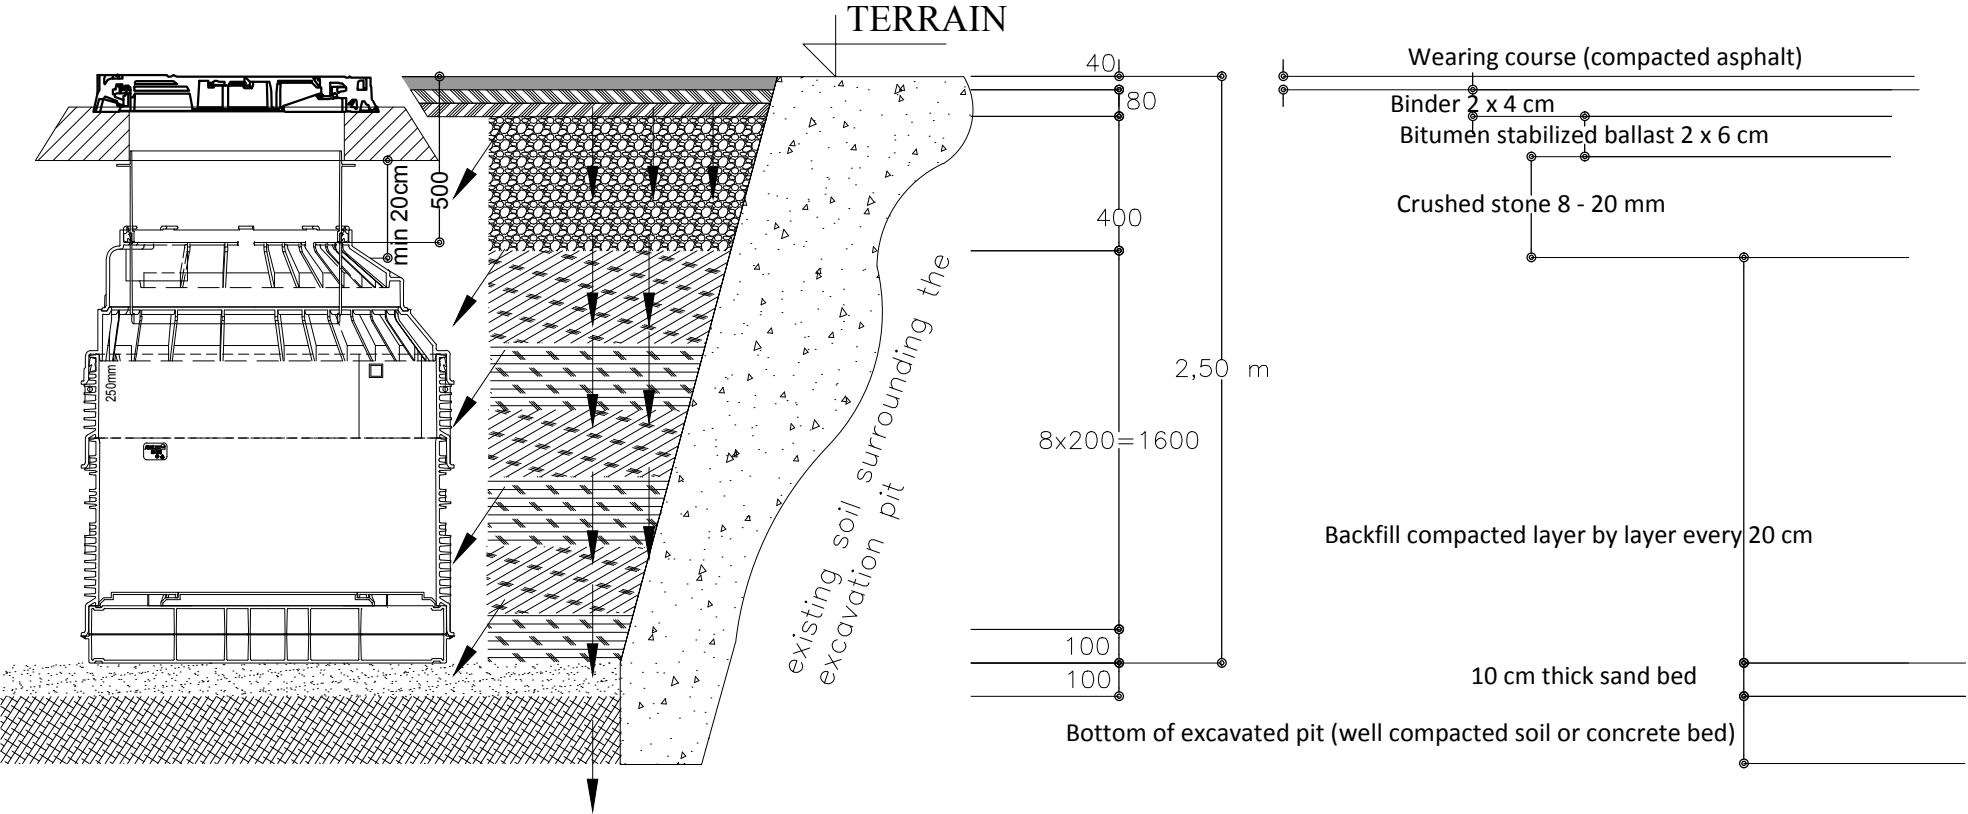 TERRAIN
40
Wearing course (compacted asphalt)
80
Binder 2 x 4 cm
Bitumen stabilized ballast 2 x 6 cm
min 20cm
500
400
Crushed stone 8 - 20 mm
250mm
2,50 m
8x200=1600
existing soil surrounding the
excavation pit
Backfill compacted layer by layer every 20 cm
100
100
10 cm thick sand bed
Bottom of excavated pit (well compacted soil or concrete bed)